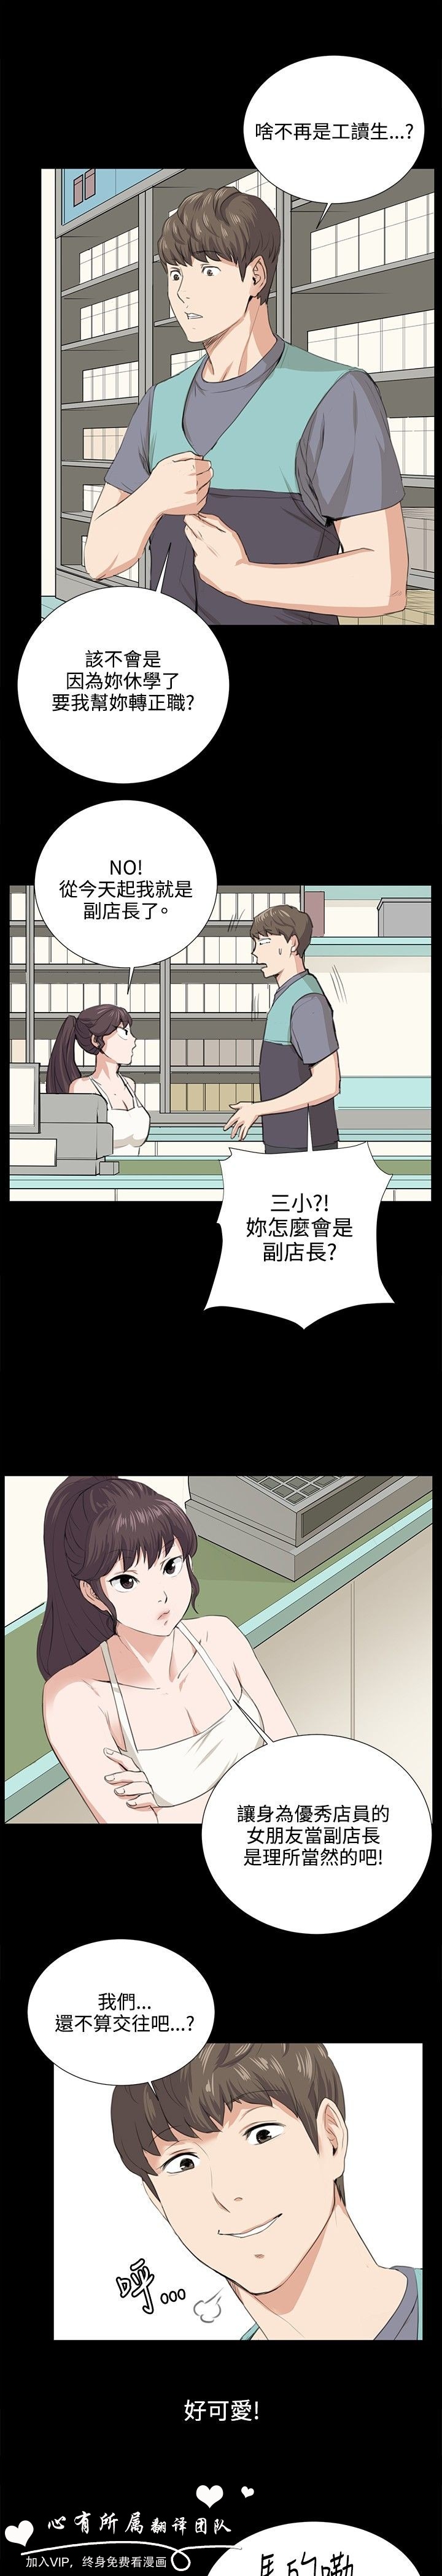 啥不再是工讀生...?
該不會是
因為妳休學了
要我幫妳轉正職?
NO!
從今天起我就是
副店長了。
三小?!
妳怎麼會是
副店長?
讓身為優秀店員的
女朋友當副店長
是理所當然的吧!
我們...
還不算交往吧...?
呼...
好可愛!
心有所属翻译团队
加入VIP，终身免费看漫画